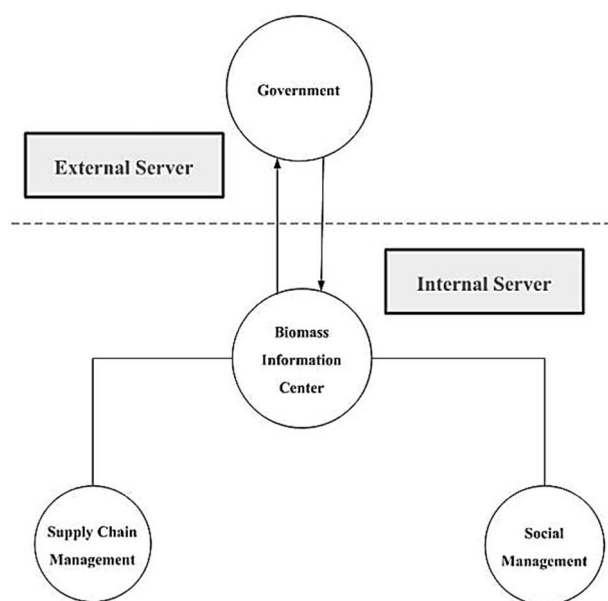 Government
External Server
Internal Server
Biomass
Information
Center
Supply Chain
Management
Social
Management